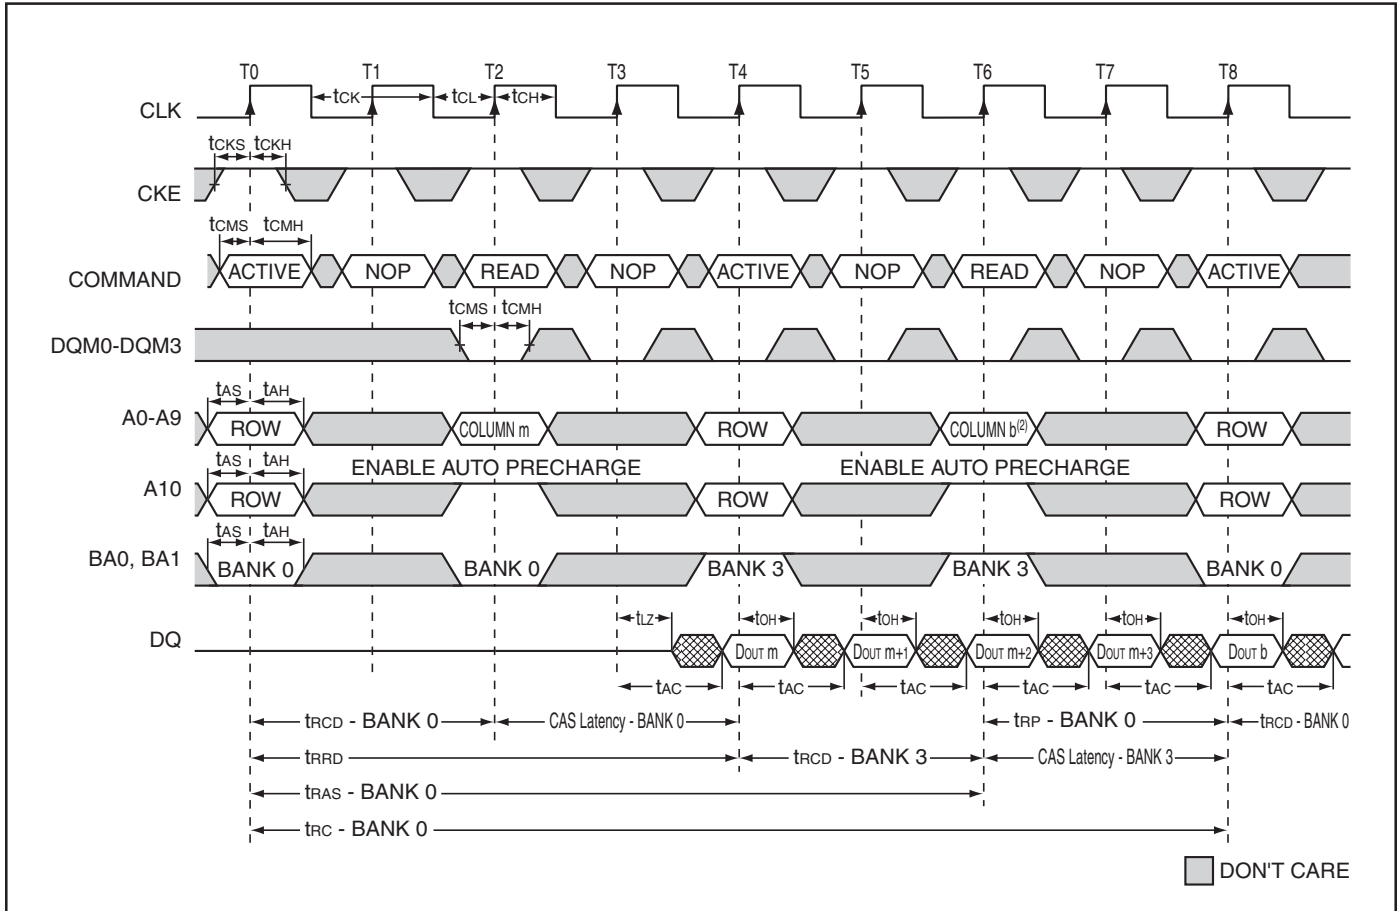 T0 T1 T2 T3 T4 T5 T6 T7 T8
CLK tCK tCL tCH
tCKS tCKH
CKE
tCMS tCMH
COMMAND ACTIVE NOP READ NOP ACTIVE NOP READ NOP ACTIVE
tCMS tCMH
DQM0-DQM3
tAS tAH
A0-A9 ROW COLUMN m ROW COLUMN b(2) ROW
tAS tAH ENABLE AUTO PRECHARGE ENABLE AUTO PRECHARGE
A10 ROW ROW ROW
tAS tAH
BA0, BA1 BANK 0 BANK 0 BANK 3 BANK 3 BANK 0
tLZ tOH tOH tOH tOH tOH
DQ DOUT m DOUT m+1 DOUT m+2 DOUT m+3 DOUT b
tAC tAC tAC tAC tAC tAC
tRCD - BANK 0 CAS Latency - BANK 0 tRP - BANK 0 tRCD - BANK 0
tRRD tRCD - BANK 3 CAS Latency - BANK 3
tRAS - BANK 0
tRC - BANK 0
DON'T CARE